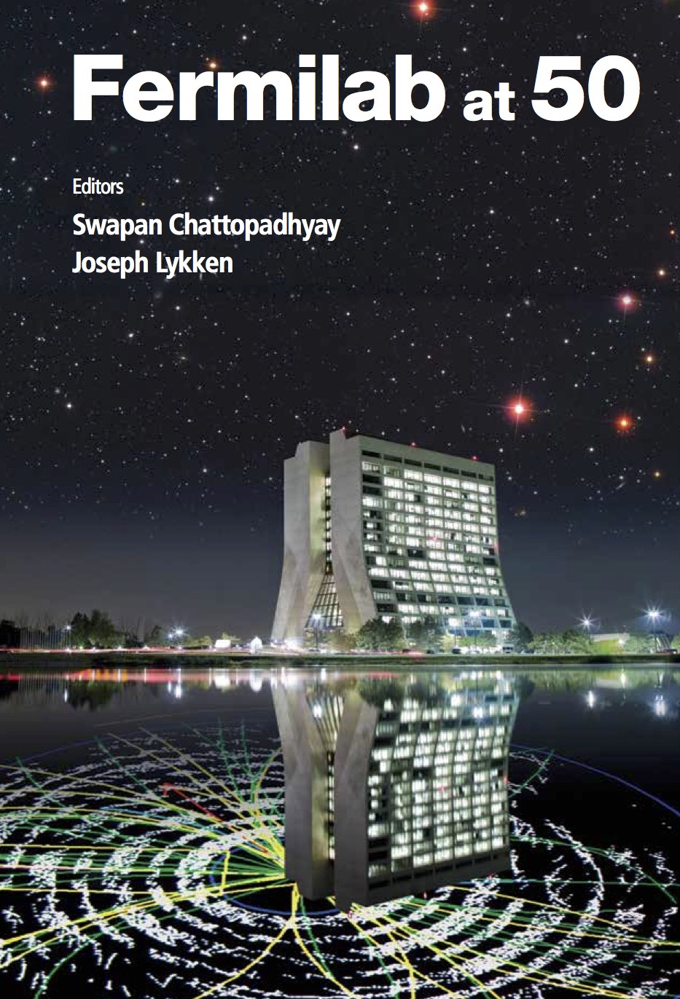 Fermilab at 50
Editors
Swapan Chattopadhyay
Joseph Lykken